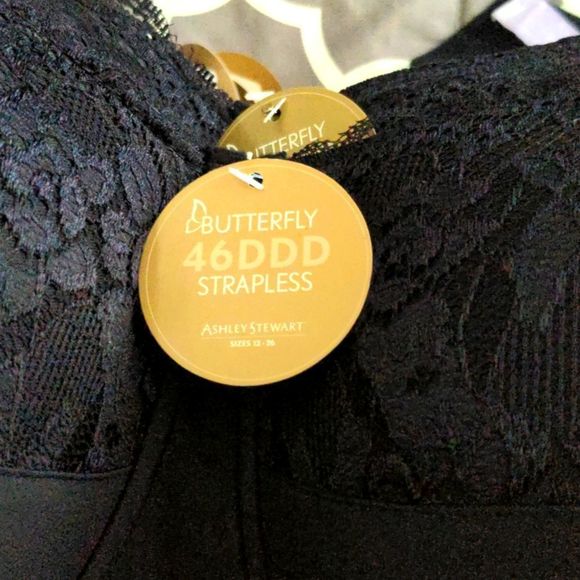 BUTTERFLY
BUTTERFLY
46DDD
STRAPLESS
ASHLEY STEWART
SIZES 12 - 26